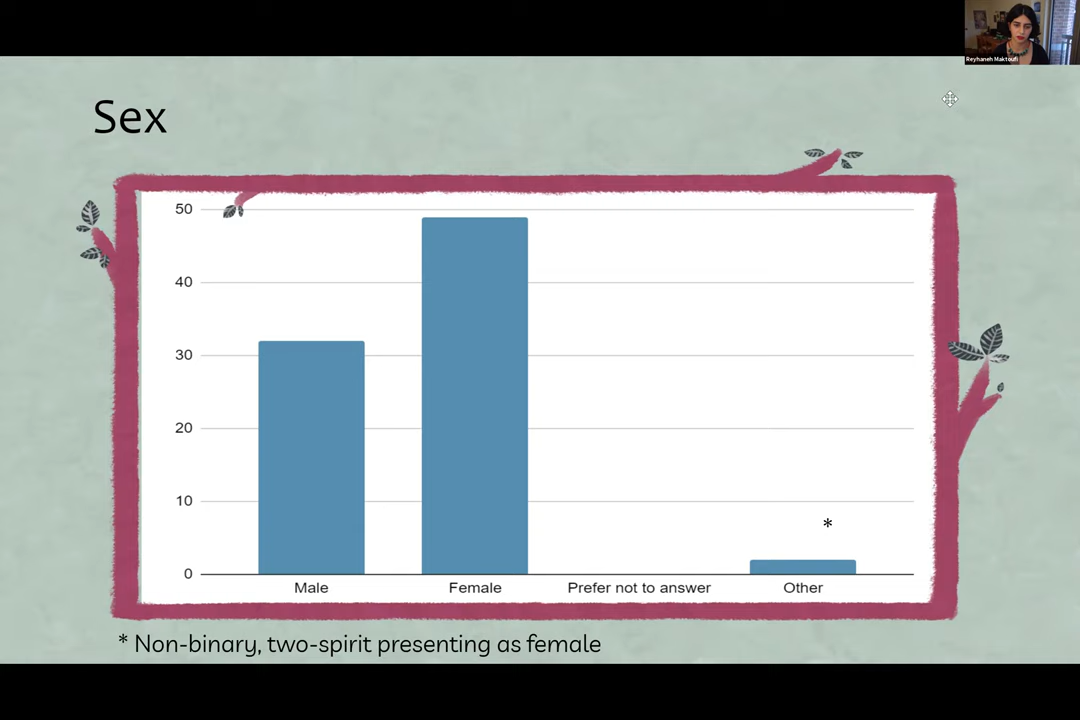 Reyhaneh Maktoufi
Sex
50
40
30
20
10
0
*
Male Female Prefer not to answer Other
* Non-binary, two-spirit presenting as female